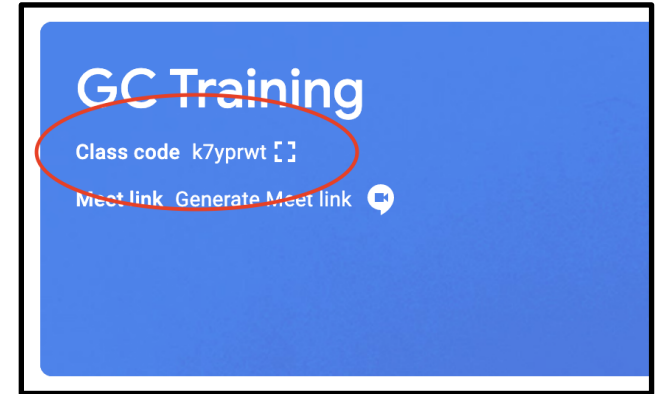 GC Training
Class code k7yprwt
Meet link Generate Meet link